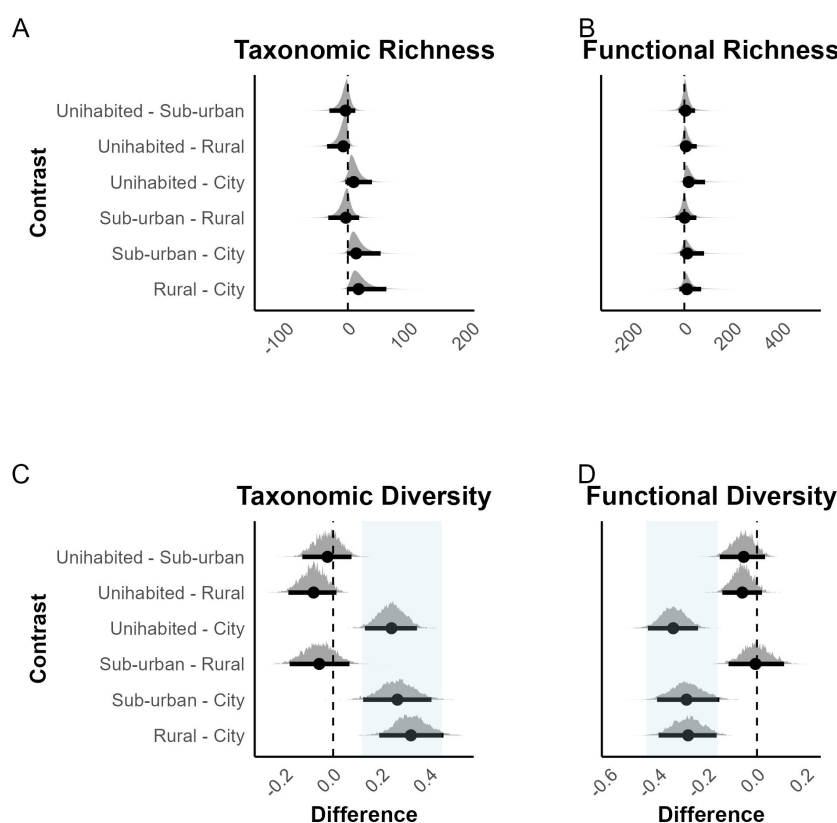 A
B
Taxonomic Richness
Functional Richness
Contrast
Unihabited - Sub-urban
Unihabited - Rural
Unihabited - City
Sub-urban - Rural
Sub-urban - City
Rural - City
-100 0 100 200
-200 0 200 400
C
D
Taxonomic Diversity
Functional Diversity
Contrast
Unihabited - Sub-urban
Unihabited - Rural
Unihabited - City
Sub-urban - Rural
Sub-urban - City
Rural - City
-0.2 0.0 0.2 0.4
-0.6 -0.4 -0.2 0.0 0.2
Difference
Difference